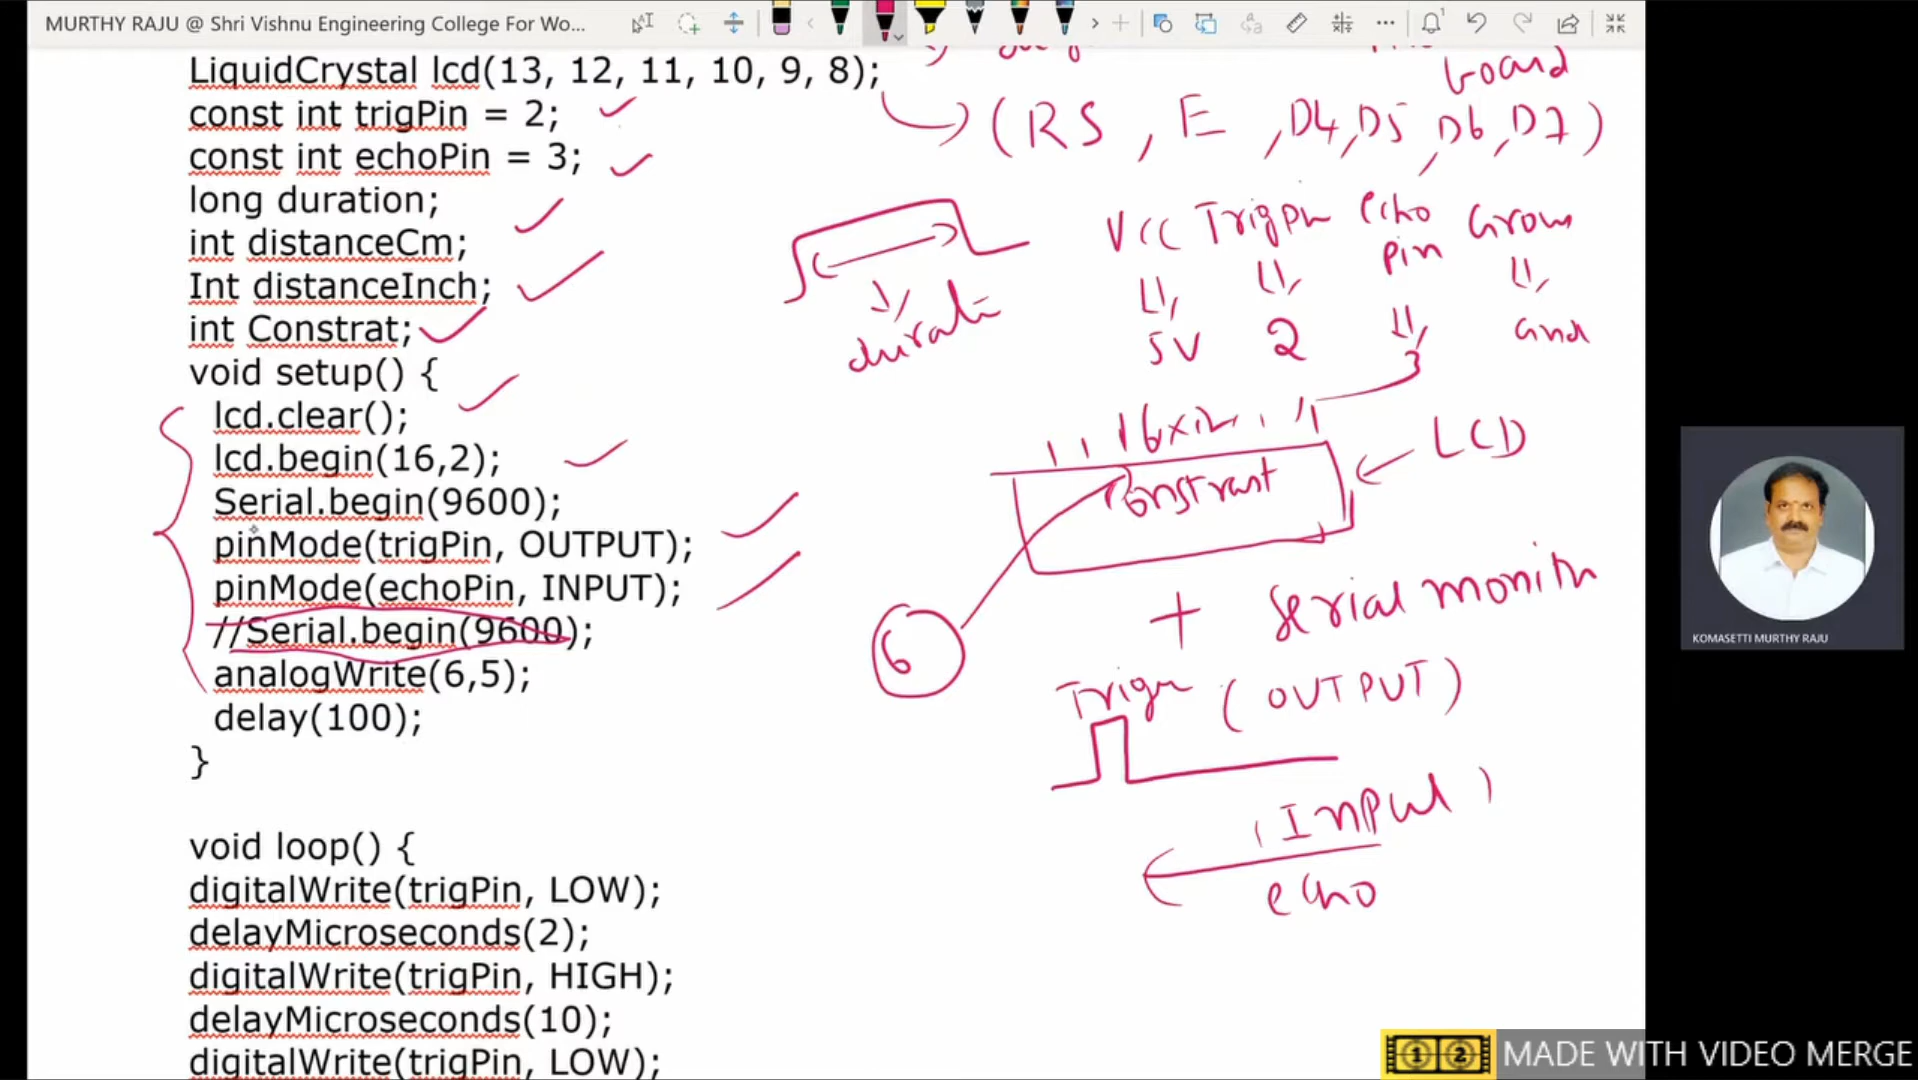 MURTHY RAJU @ Shri Vishnu Engineering College For Wo...
LiquidCrystal lcd(13, 12, 11, 10, 9, 8);
const int trigPin = 2;
const int echoPin = 3;
long duration;
int distanceCm;
Int distanceInch;
int Constrat;
void setup() {
lcd.clear();
lcd.begin(16,2);
Serial.begin(9600);
pinMode(trigPin, OUTPUT);
pinMode(echoPin, INPUT);
//Serial.begin(9600);
analogWrite(6,5);
delay(100);
}
void loop() {
digitalWrite(trigPin, LOW);
delayMicroseconds(2);
digitalWrite(trigPin, HIGH);
delayMicroseconds(10);
digitalWrite(trigPin, LOW);
board
(RS, E, D4, D5, D6, D7)
VCC Trigpin echo
pin
5V 2 3 Gnd
durati
16x2
LCD
Constrant
6
+ Serial monitor
(OUTPUT)
(Input)
echo
KOMASETTI MURTHY RAJU
1 2 MADE WITH VIDEO MERGE